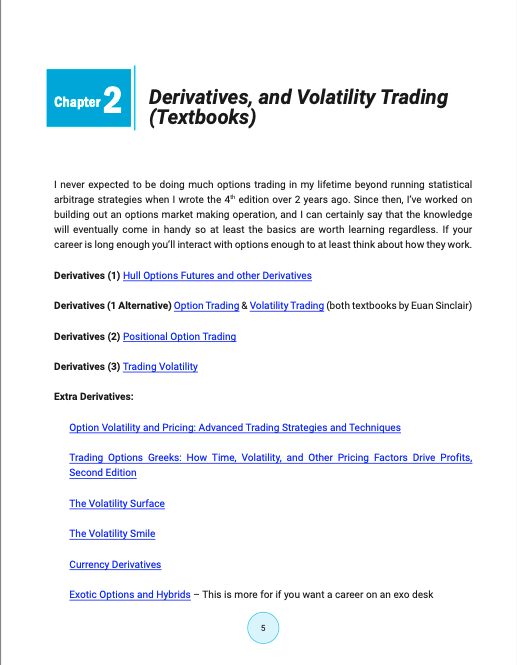 Chapter 2
Derivatives, and Volatility Trading
(Textbooks)
I never expected to be doing much options trading in my lifetime beyond running statistical
arbitrage strategies when I wrote the 4th edition over 2 years ago. Since then, I've worked on
building out an options market making operation, and I can certainly say that the knowledge
will eventually come in handy so at least the basics are worth learning regardless. If your
career is long enough you'll interact with options enough to at least think about how they work.
Derivatives (1) Hull Options Futures and other Derivatives
Derivatives (1 Alternative) Option Trading & Volatility Trading (both textbooks by Euan Sinclair)
Derivatives (2) Positional Option Trading
Derivatives (3) Trading Volatility
Extra Derivatives:
Option Volatility and Pricing: Advanced Trading Strategies and Techniques
Trading Options Greeks: How Time, Volatility, and Other Pricing Factors Drive Profits,
Second Edition
The Volatility Surface
The Volatility Smile
Currency Derivatives
Exotic Options and Hybrids – This is more for if you want a career on an exo desk
5